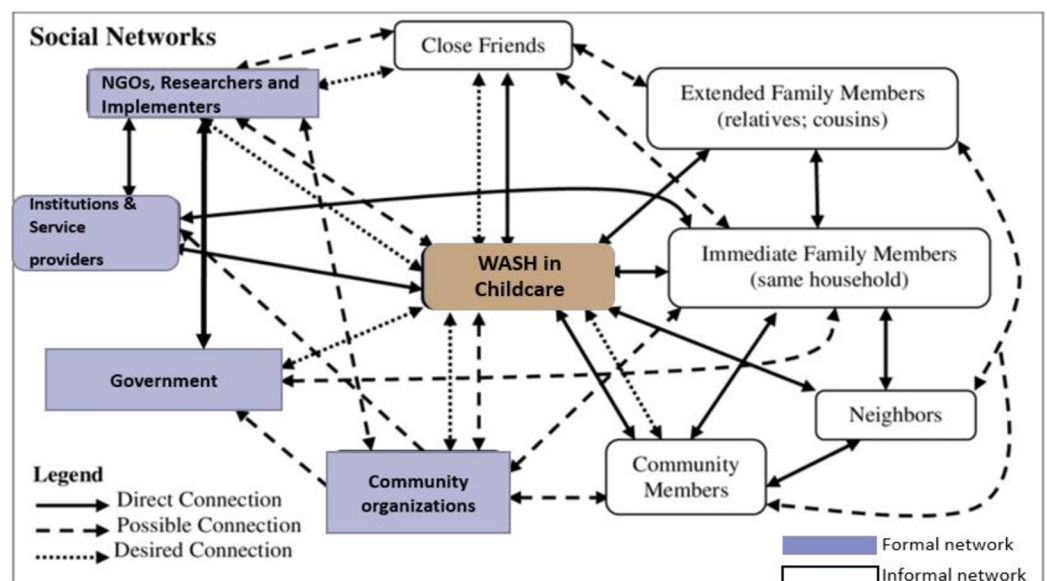 Social Networks
Close Friends
NGOs, Researchers and
Implementers
Extended Family Members
(relatives; cousins)
Institutions &
Service
providers
WASH in
Childcare
Immediate Family Members
(same household)
Government
Neighbors
Community
organizations
Community
Members
Legend
Direct Connection
Possible Connection
Desired Connection
Formal network
Informal network